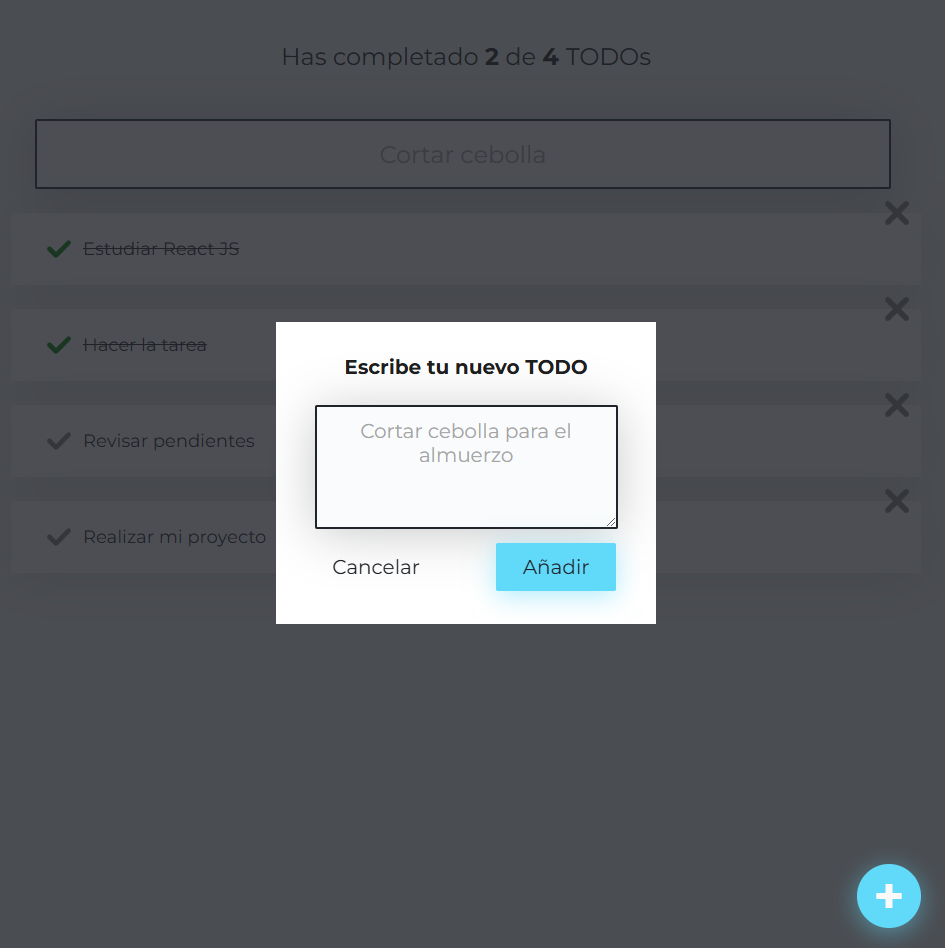 Has completado 2 de 4 TODOs
Cortar cebolla
Estudiar React JS
Hacer la tarea
Revisar pendientes
Realizar mi proyecto
Escribe tu nuevo TODO
Cortar cebolla para el
almuerzo
Cancelar
Añadir